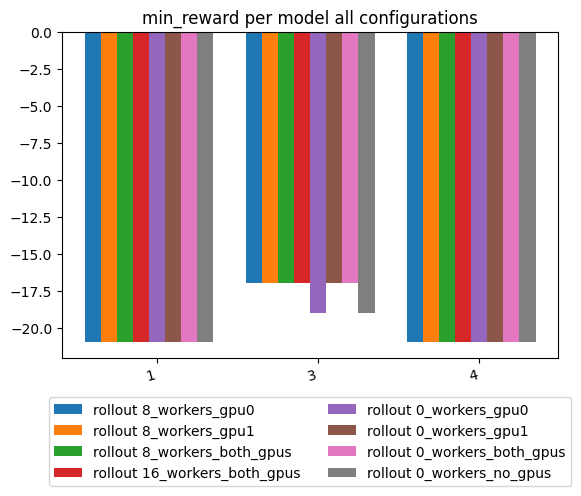 min_reward per model all configurations
0.0
−2.5
−5.0
−7.5
−10.0
−12.5
−15.0
−17.5
−20.0
1 3 4
rollout 8_workers_gpu0
rollout 8_workers_gpu1
rollout 8_workers_both_gpus
rollout 16_workers_both_gpus
rollout 0_workers_gpu0
rollout 0_workers_gpu1
rollout 0_workers_both_gpus
rollout 0_workers_no_gpus